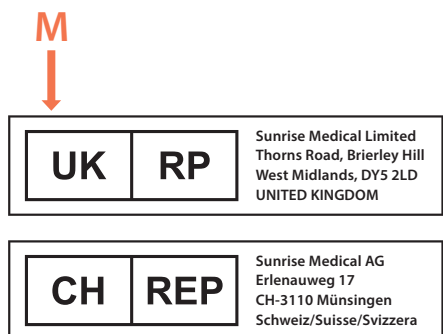 M
UK RP
Sunrise Medical Limited
Thorns Road, Brierley Hill
West Midlands, DY5 2LD
UNITED KINGDOM
CH REP
Sunrise Medical AG
Erlenauweg 17
CH-3110 Münsingen
Schweiz/Suisse/Svizzera